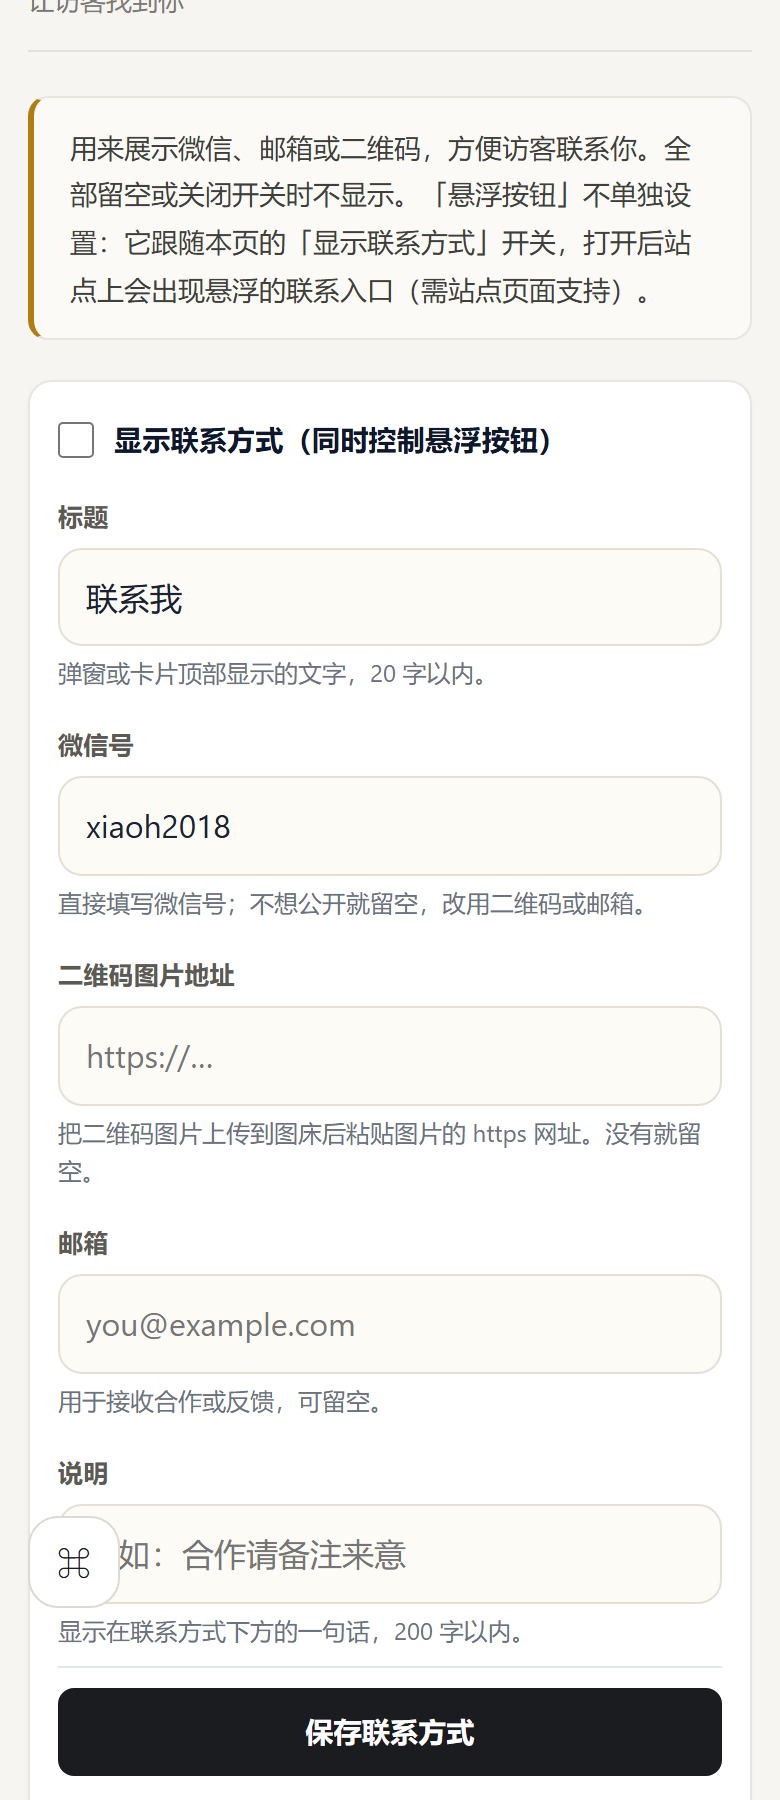 让访客找到你
用来展示微信、邮箱或二维码，方便访客联系你。全
部留空或关闭开关时不显示。「悬浮按钮」不单独设
置：它跟随本页的「显示联系方式」开关，打开后站
点上会出现悬浮的联系入口（需站点页面支持）。
显示联系方式（同时控制悬浮按钮）
标题
联系我
弹窗或卡片顶部显示的文字，20 字以内。
微信号
xiaoh2018
直接填写微信号；不想公开就留空，改用二维码或邮箱。
二维码图片地址
https://...
把二维码图片上传到图床后粘贴图片的 https 网址。没有就留
空。
邮箱
you@example.com
用于接收合作或反馈，可留空。
说明
如：合作请备注来意
显示在联系方式下方的一句话，200 字以内。
保存联系方式